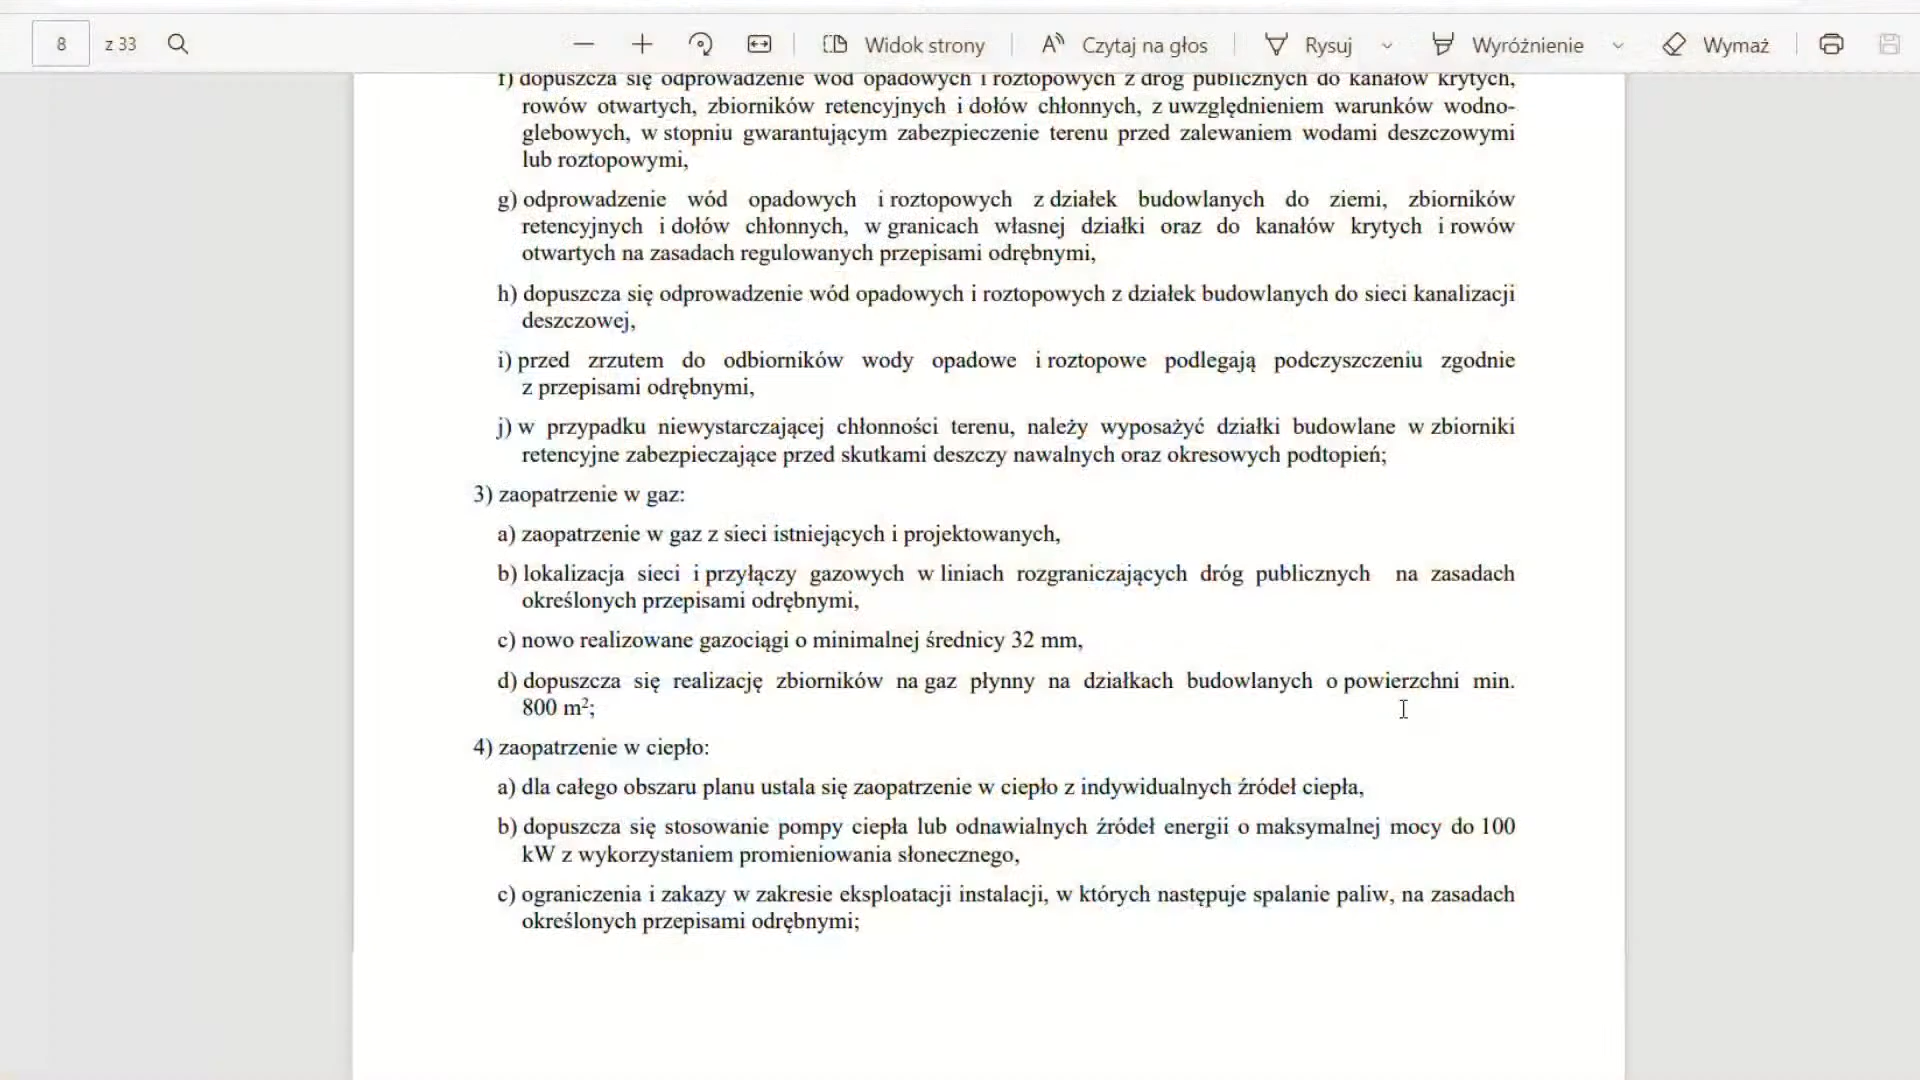 8 z 33 Widok strony Czytaj na głos Rysuj Wyróżnienie Wymaż
f) dopuszcza się odprowadzenie wód opadowych i roztopowych z dróg publicznych do kanałów krytych,
rowów otwartych, zbiorników retencyjnych i dołów chłonnych, z uwzględnieniem warunków wodno-
glebowych, w stopniu gwarantującym zabezpieczenie terenu przed zalewaniem wodami deszczowymi
lub roztopowymi,
g) odprowadzenie wód opadowych i roztopowych z działek budowlanych do ziemi, zbiorników
retencyjnych i dołów chłonnych, w granicach własnej działki oraz do kanałów krytych i rowów
otwartych na zasadach regulowanych przepisami odrębnymi,
h) dopuszcza się odprowadzenie wód opadowych i roztopowych z działek budowlanych do sieci kanalizacji
deszczowej,
i) przed zrzutem do odbiorników wody opadowe i roztopowe podlegają podczyszczeniu zgodnie
z przepisami odrębnymi,
j) w przypadku niewystarczającej chłonności terenu, należy wyposażyć działki budowlane w zbiorniki
retencyjne zabezpieczające przed skutkami deszczy nawalnych oraz okresowych podtopień;
3) zaopatrzenie w gaz:
a) zaopatrzenie w gaz z sieci istniejących i projektowanych,
b) lokalizacja sieci i przyłączy gazowych w liniach rozgraniczających dróg publicznych na zasadach
określonych przepisami odrębnymi,
c) nowo realizowane gazociągi o minimalnej średnicy 32 mm,
d) dopuszcza się realizację zbiorników na gaz płynny na działkach budowlanych o powierzchni min.
800 m²;
4) zaopatrzenie w ciepło:
a) dla całego obszaru planu ustala się zaopatrzenie w ciepło z indywidualnych źródeł ciepła,
b) dopuszcza się stosowanie pompy ciepła lub odnawialnych źródeł energii o maksymalnej mocy do 100
kW z wykorzystaniem promieniowania słonecznego,
c) ograniczenia i zakazy w zakresie eksploatacji instalacji, w których następuje spalanie paliw, na zasadach
określonych przepisami odrębnymi;